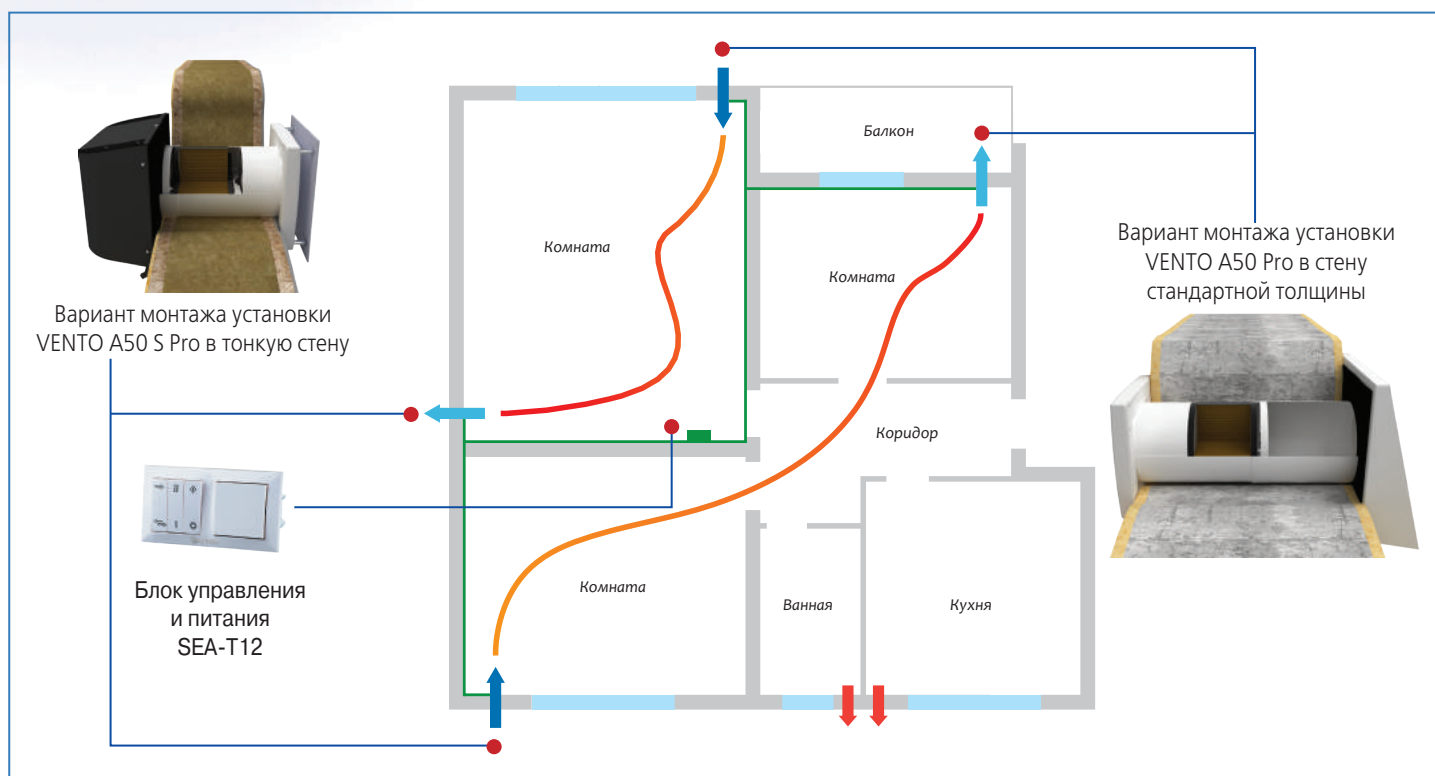 Балкон
Комната
Комната
Вариант монтажа установки
VENTO A50 Pro в стену
стандартной толщины
Вариант монтажа установки
VENTO A50 S Pro в тонкую стену
Коридор
Блок управления
и питания
SEA-T12
Комната
Ванная
Кухня